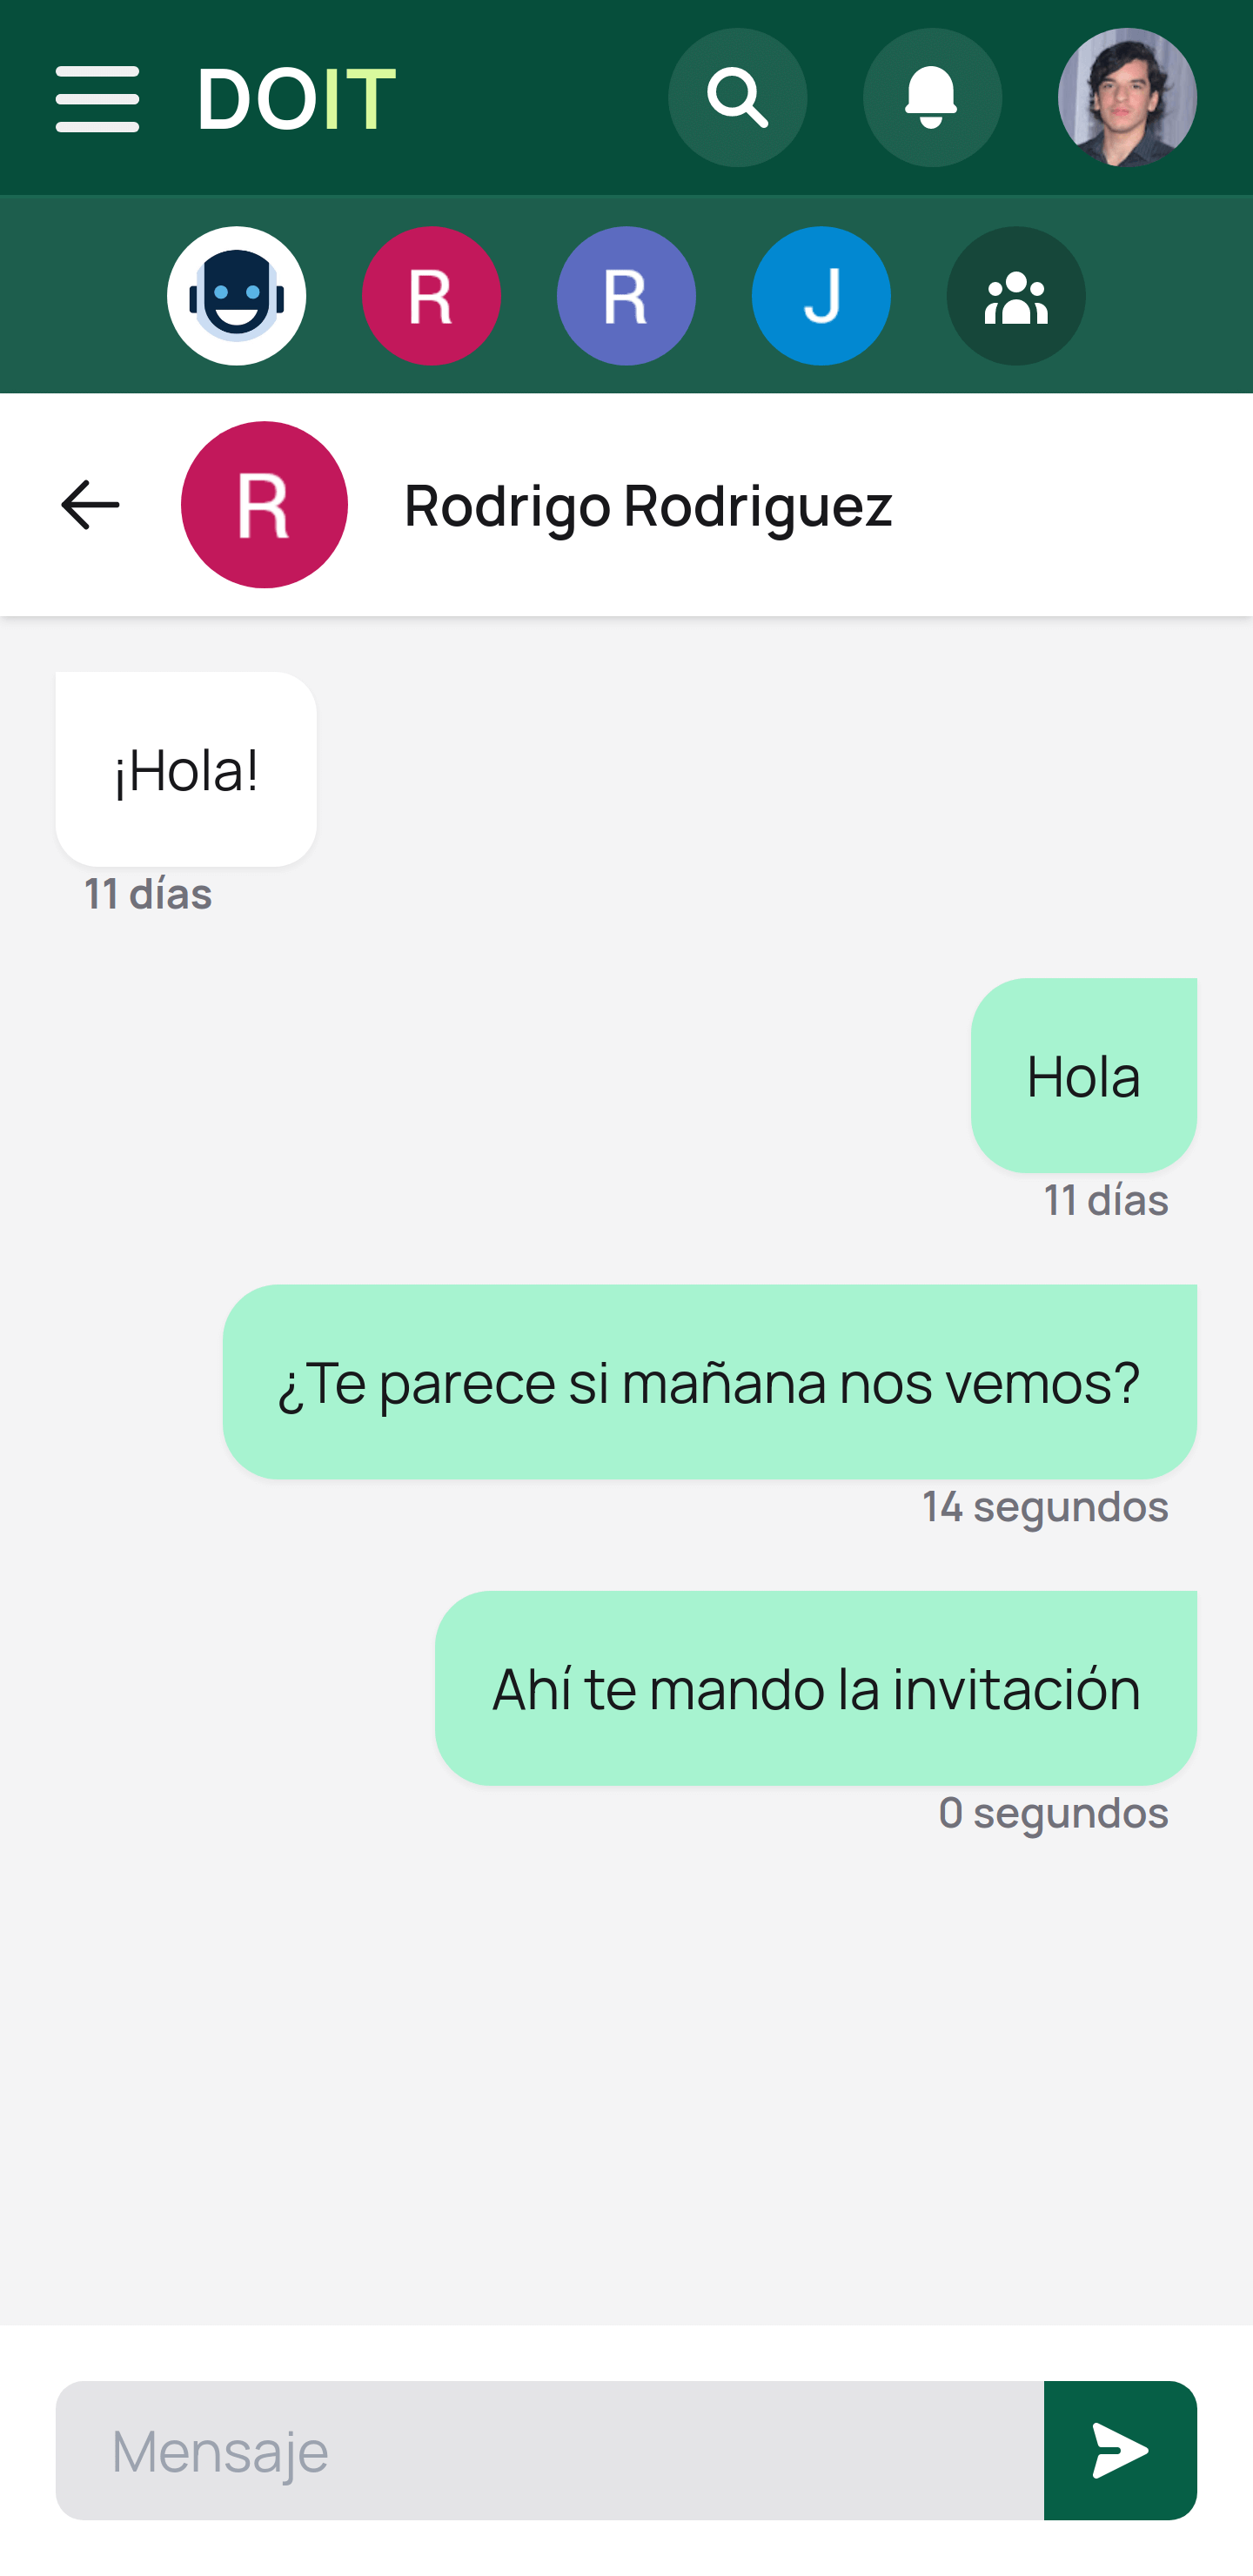 DOIT
R
R
J
R
Rodrigo Rodriguez
¡Hola!
11 días
Hola
11 días
¿Te parece si mañana nos vemos?
14 segundos
Ahí te mando la invitación
0 segundos
Mensaje